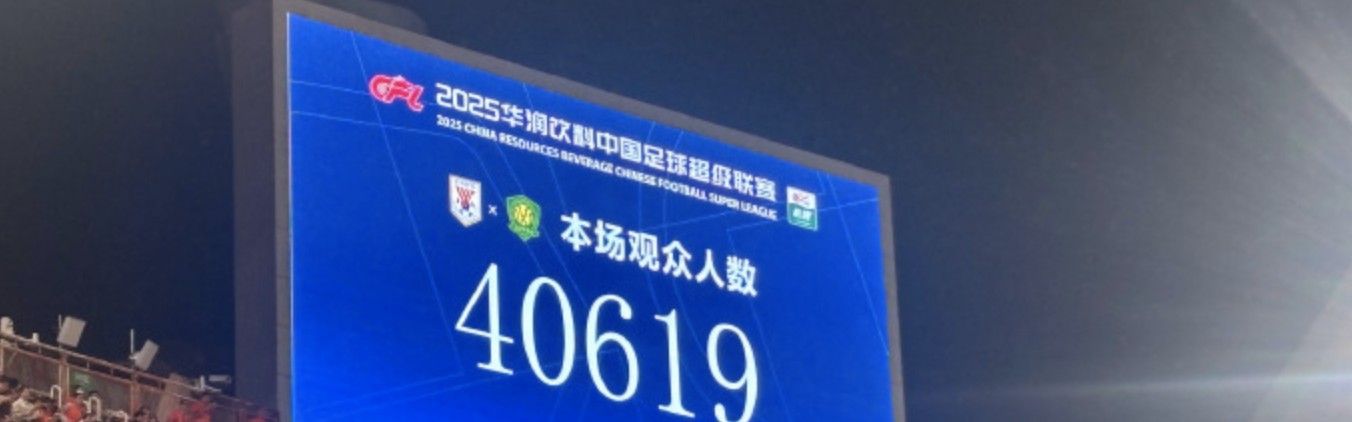 CFL
2025华润饮料中国足球超级联赛
2025 CHINA RESOURCES BEVERAGE CHINESE FOOTBALL SUPER LEAGUE
×
本场观众人数
40619